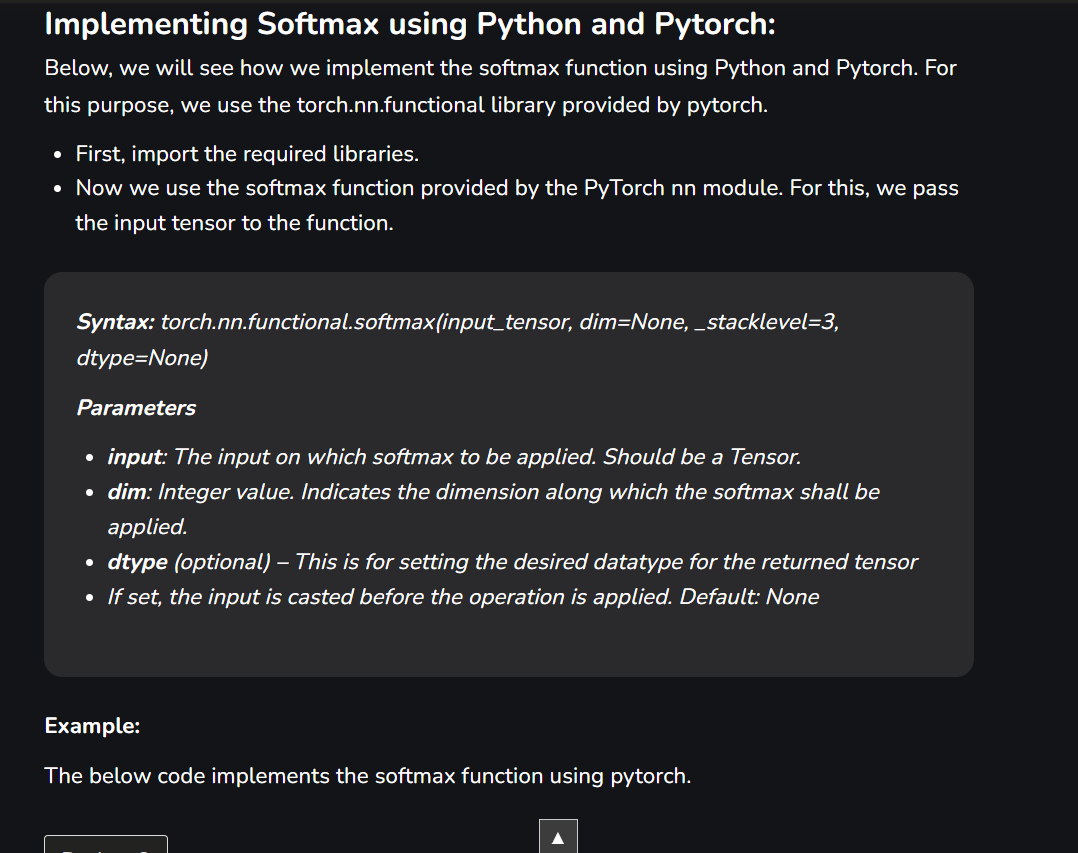 Implementing Softmax using Python and Pytorch:
Below, we will see how we implement the softmax function using Python and Pytorch. For
this purpose, we use the torch.nn.functional library provided by pytorch.
• First, import the required libraries.
• Now we use the softmax function provided by the PyTorch nn module. For this, we pass
the input tensor to the function.
Syntax: torch.nn.functional.softmax(input_tensor, dim=None, _stacklevel=3,
dtype=None)
Parameters
• input: The input on which softmax to be applied. Should be a Tensor.
• dim: Integer value. Indicates the dimension along which the softmax shall be
applied.
• dtype (optional) – This is for setting the desired datatype for the returned tensor
• If set, the input is casted before the operation is applied. Default: None
Example:
The below code implements the softmax function using pytorch.